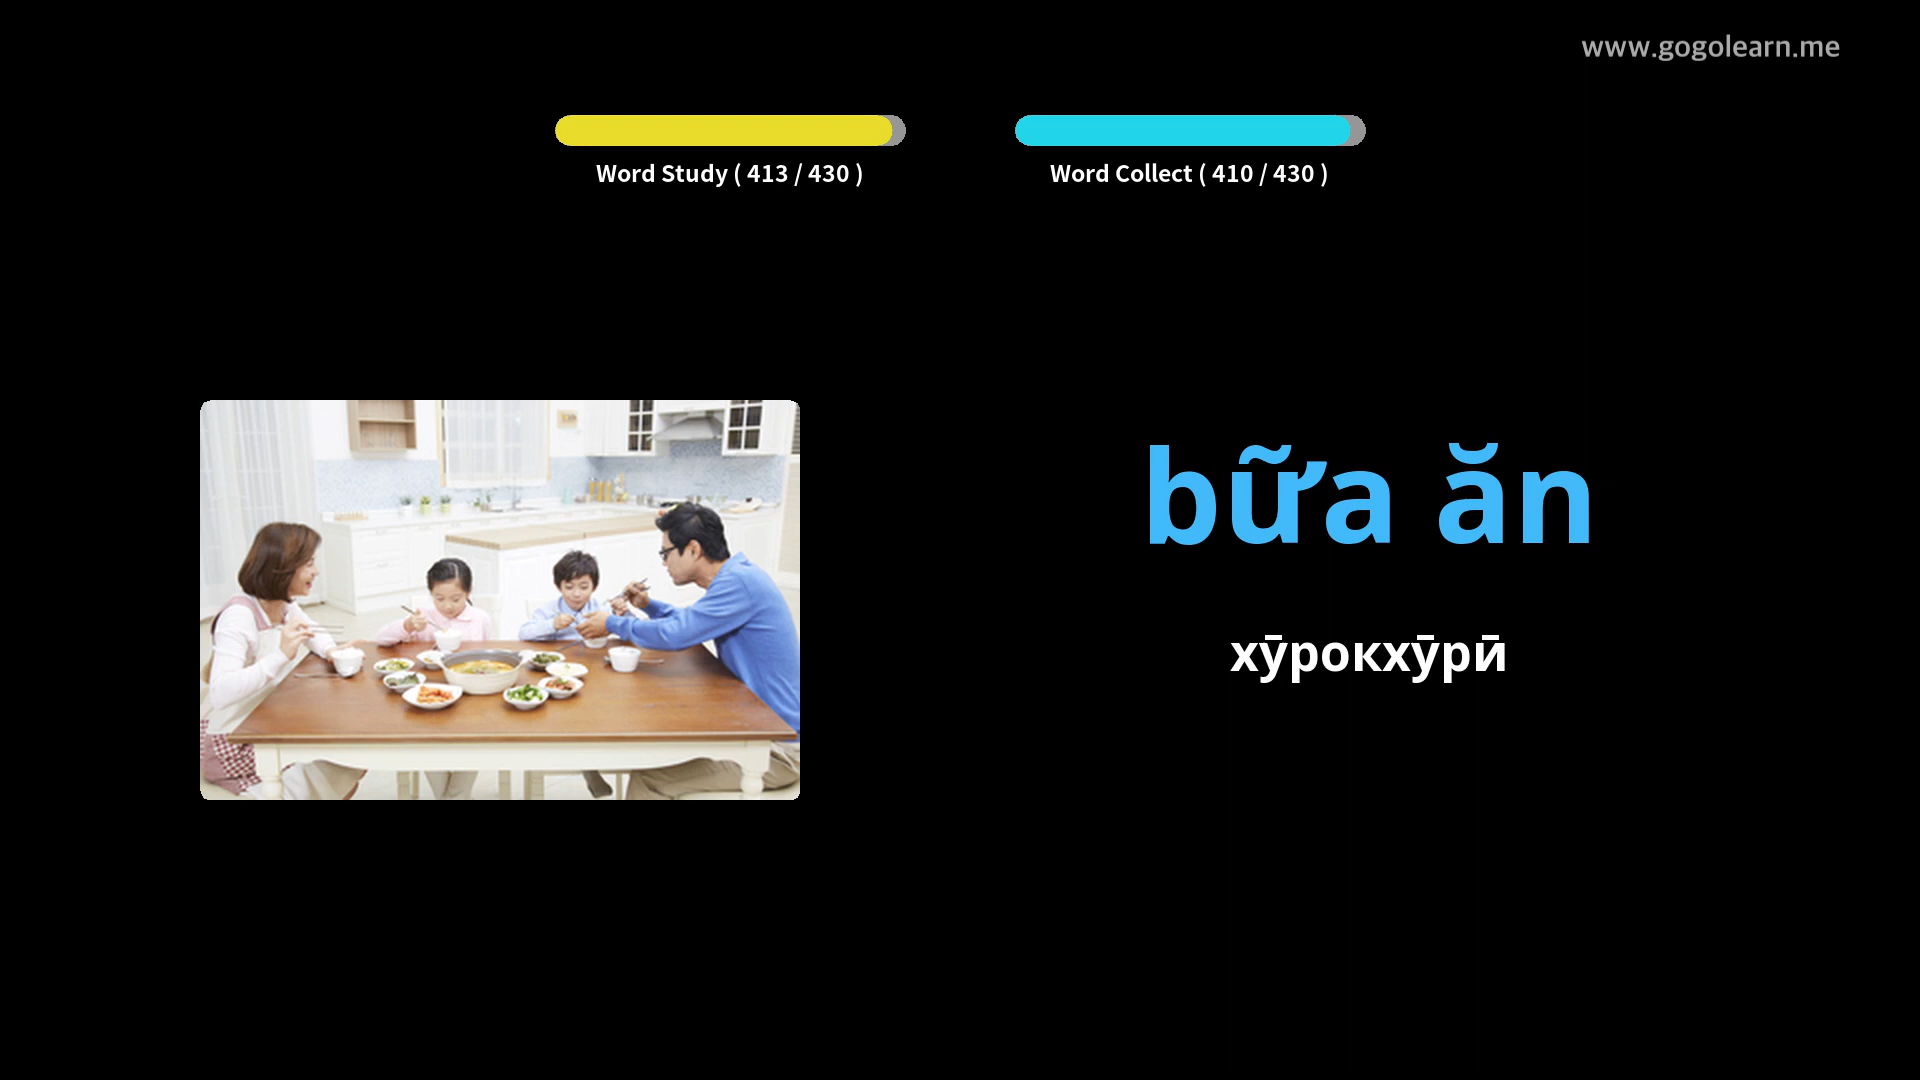 www.gogolearn.me
Word Study ( 413 / 430 )
Word Collect ( 410 / 430 )
bữa ăn
хӯрокхӯрӣ